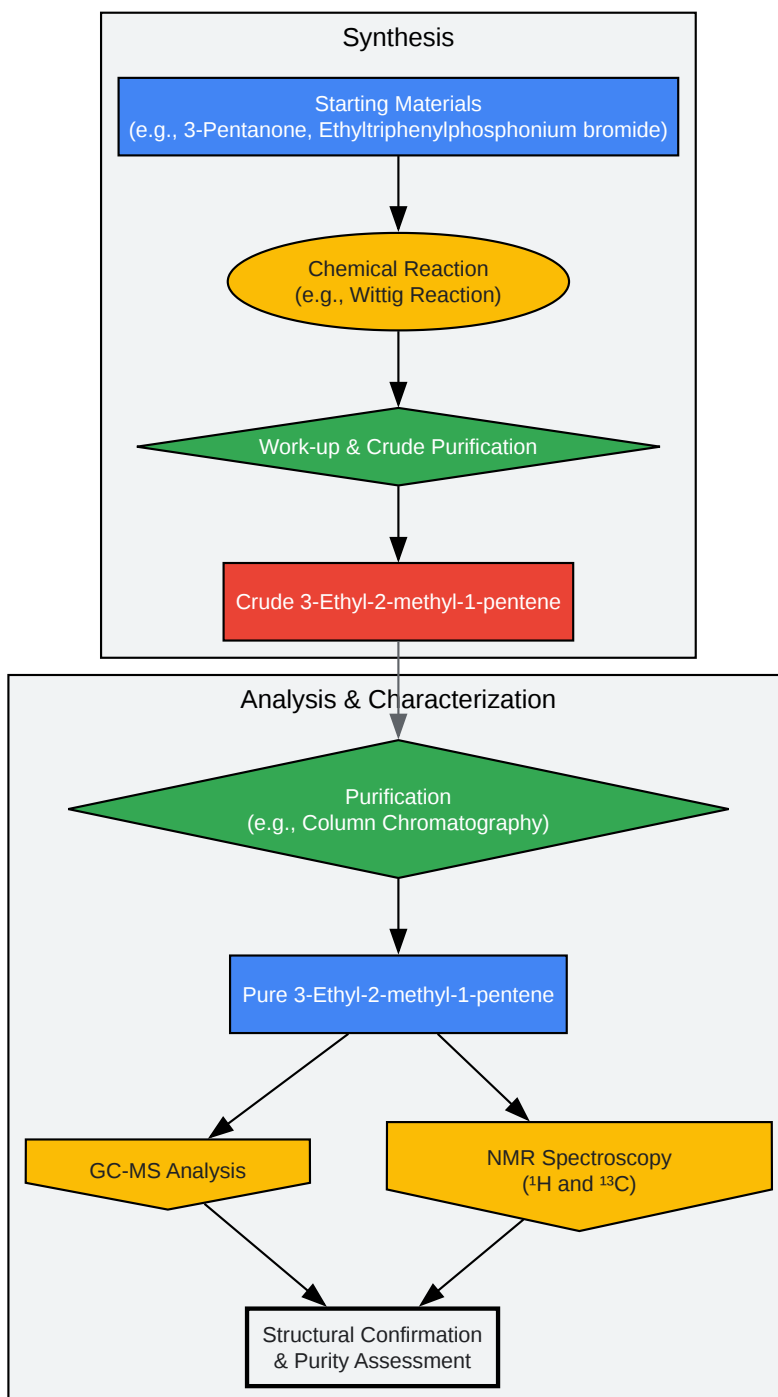 Synthesis
Starting Materials
(e.g., 3-Pentanone, Ethyltriphenylphosphonium bromide)
Chemical Reaction
(e.g., Wittig Reaction)
Work-up & Crude Purification
Crude 3-Ethyl-2-methyl-1-pentene
Analysis & Characterization
Purification
(e.g., Column Chromatography)
Pure 3-Ethyl-2-methyl-1-pentene
GC-MS Analysis
NMR Spectroscopy
(¹H and ¹³C)
Structural Confirmation
& Purity Assessment